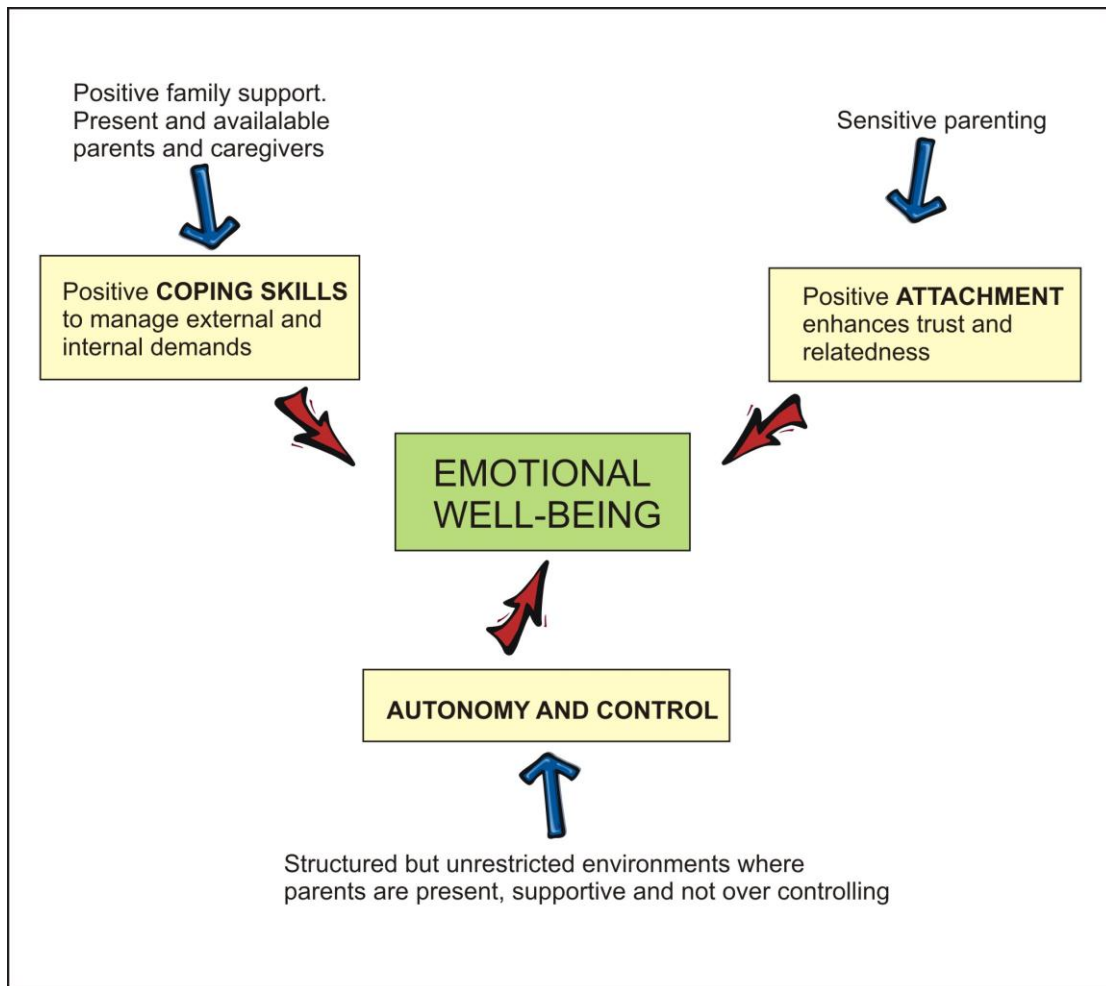 Positive family support.
Present and availalable
parents and caregivers
Sensitive parenting
Positive COPING SKILLS
to manage external and
internal demands
Positive ATTACHMENT
enhances trust and
relatedness
EMOTIONAL
WELL-BEING
AUTONOMY AND CONTROL
Structured but unrestricted environments where
parents are present, supportive and not over controlling